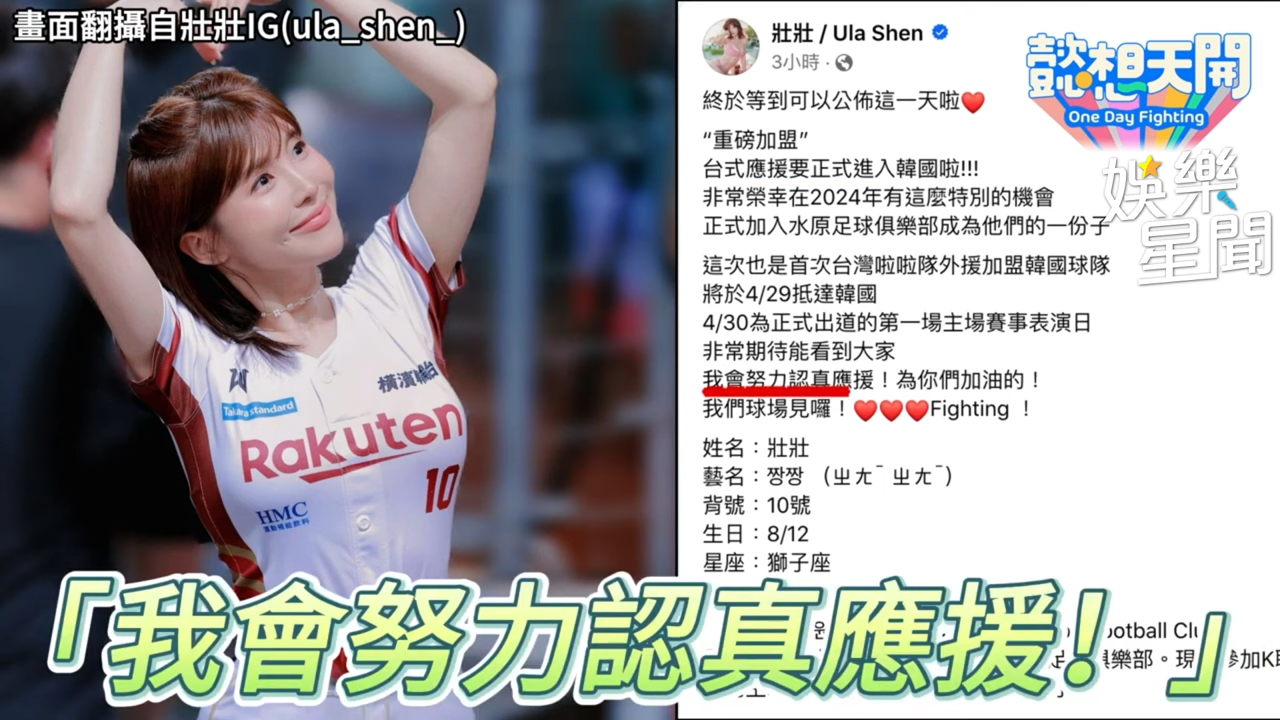 畫面翻攝自壯壯IG(ula_shen_)
Takara standard
橫濱輪胎
Rakuten
10
HMC
壯壯 / Ula Shen
3小時
終於等到可以公佈這一天啦❤️
“重磅加盟”
台式應援要正式進入韓國啦!!!
非常榮幸在2024年有這麼特別的機會
正式加入水原足球俱樂部成為他們的一份子
這次也是首次台灣啦啦隊外援加盟韓國球隊
將於4/29抵達韓國
4/30為正式出道的第一場主場賽事表演日
非常期待能看到大家
我會努力認真應援！為你們加油的！
我們球場見囉！❤️❤️❤️Fighting ！
姓名：壯壯
藝名：짱짱 （ㄓㄤˉ ㄓㄤˉ）
背號：10號
生日：8/12
星座：獅子座
懿想天開
One Day Fighting
娛樂
星聞
「我會努力認真應援！」